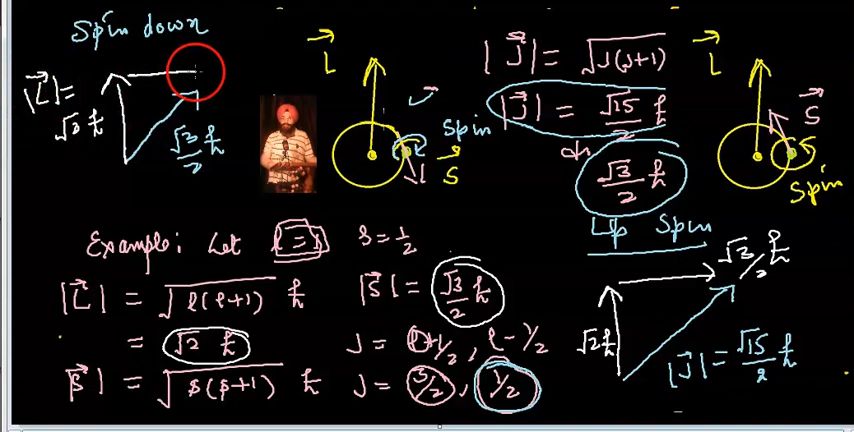 Spin down
|L⃗| =
√2 ħ
√3/2 ħ
L⃗
Spin
S⃗
|J⃗| = √J(J+1)
|J⃗| = √15/2 ħ
or
√3/2 ħ
L⃗
S⃗
Spin
Up Spin
Example: Let l = 1 s = 1/2
|L⃗| = √l(l+1) ħ |S⃗| = √3/2 ħ
= √2 ħ J = l+1/2, l-1/2
|S⃗| = √s(s+1) ħ J = 3/2, 1/2
√3/2 ħ
√2 ħ
|J⃗| = √15/2 ħ